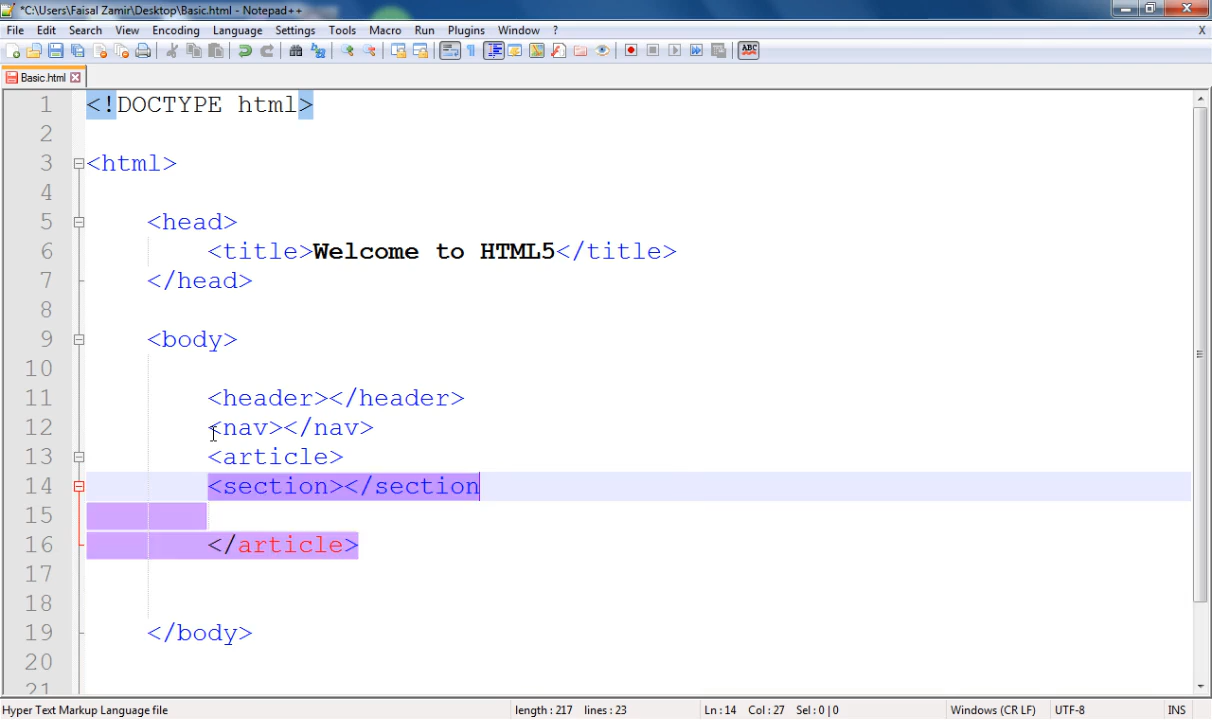 *C:\Users\Faisal Zamir\Desktop\Basic.html - Notepad++
File Edit Search View Encoding Language Settings Tools Macro Run Plugins Window ? X
ABC
Basic.html
1 <!DOCTYPE html>
2
3 <html>
4
5 <head>
6 <title>Welcome to HTML5</title>
7 </head>
8
9 <body>
10
11 <header></header>
12 <nav></nav>
13 <article>
14 <section></section
15
16 </article>
17
18
19 </body>
20
21
Hyper Text Markup Language file length : 217 lines : 23 Ln : 14 Col : 27 Sel : 0 | 0 Windows (CR LF) UTF-8 INS